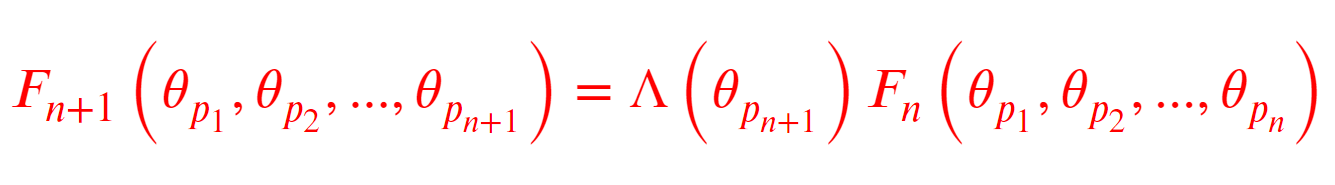 F_{n+1}(θ_{p_1}, θ_{p_2}, ..., θ_{p_{n+1}}) = Λ(θ_{p_{n+1}}) F_n(θ_{p_1}, θ_{p_2}, ..., θ_{p_n})